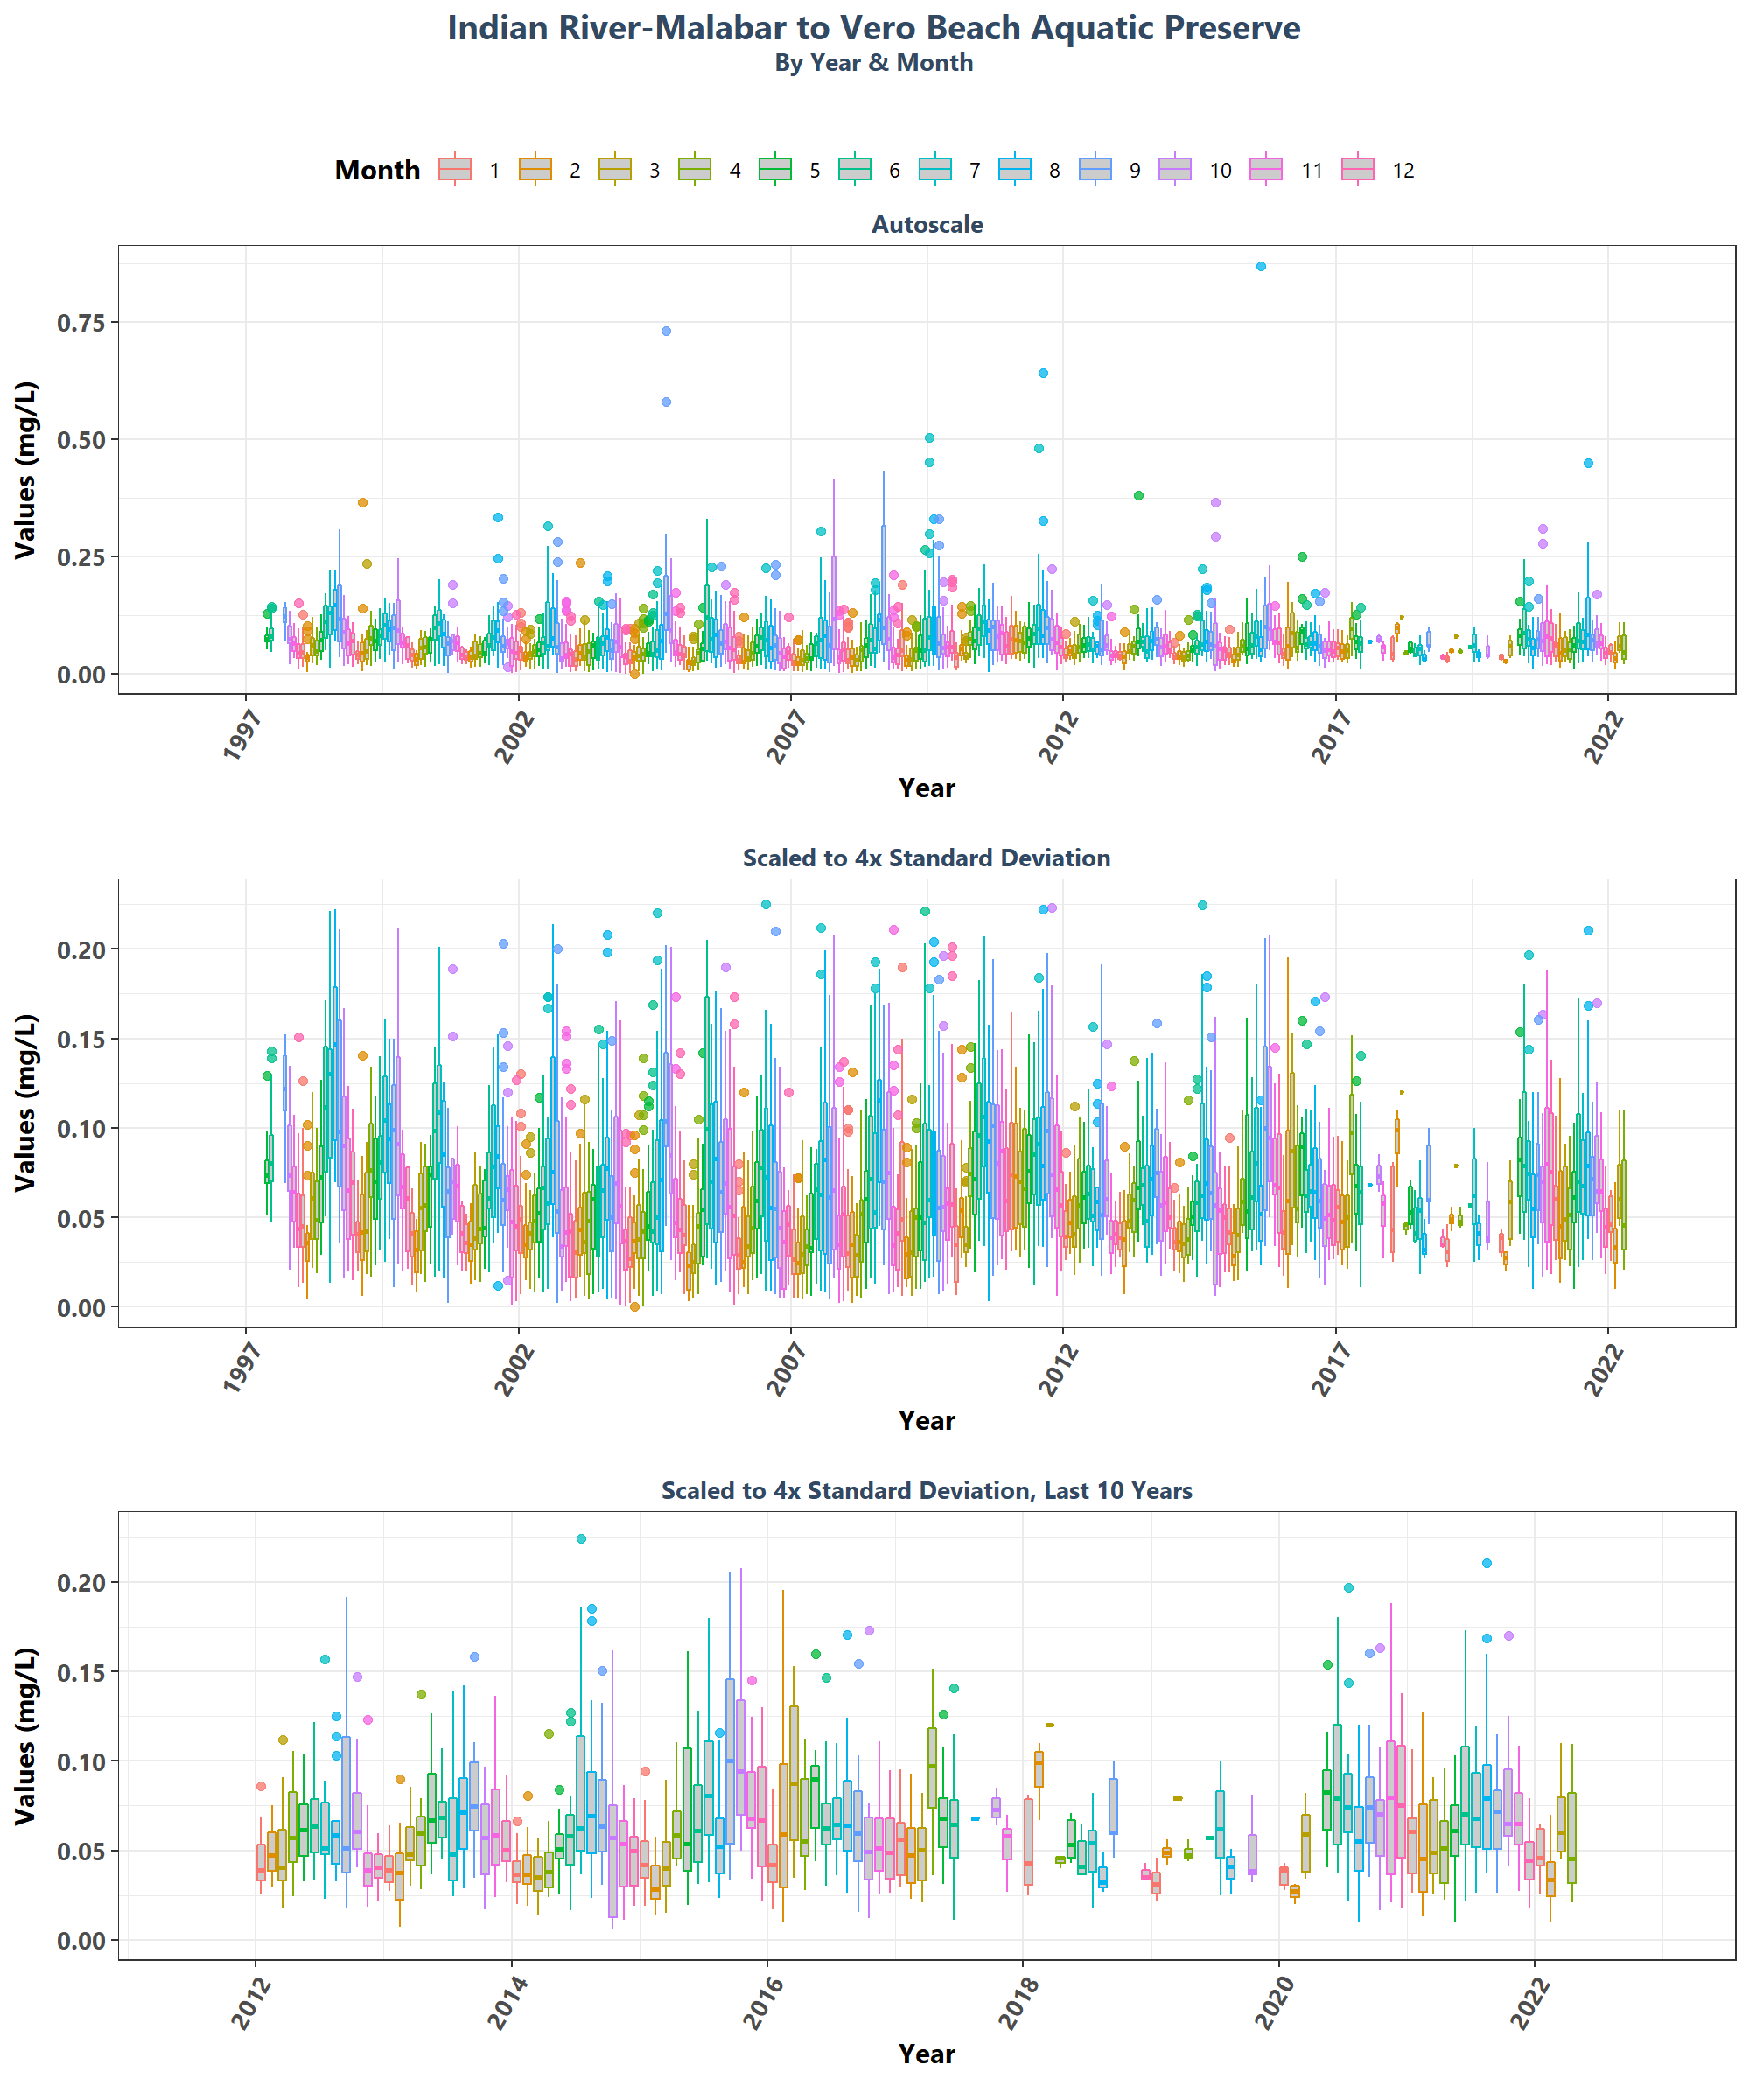 Indian River-Malabar to Vero Beach Aquatic Preserve
By Year & Month
Month 1 2 3 4 5 6 7 8 9 10 11 12
Autoscale
Values (mg/L)
0.75
0.50
0.25
0.00
1997 2002 2007 2012 2017 2022
Year
Scaled to 4x Standard Deviation
Values (mg/L)
0.20
0.15
0.10
0.05
0.00
1997 2002 2007 2012 2017 2022
Year
Scaled to 4x Standard Deviation, Last 10 Years
Values (mg/L)
0.20
0.15
0.10
0.05
0.00
2012 2014 2016 2018 2020 2022
Year